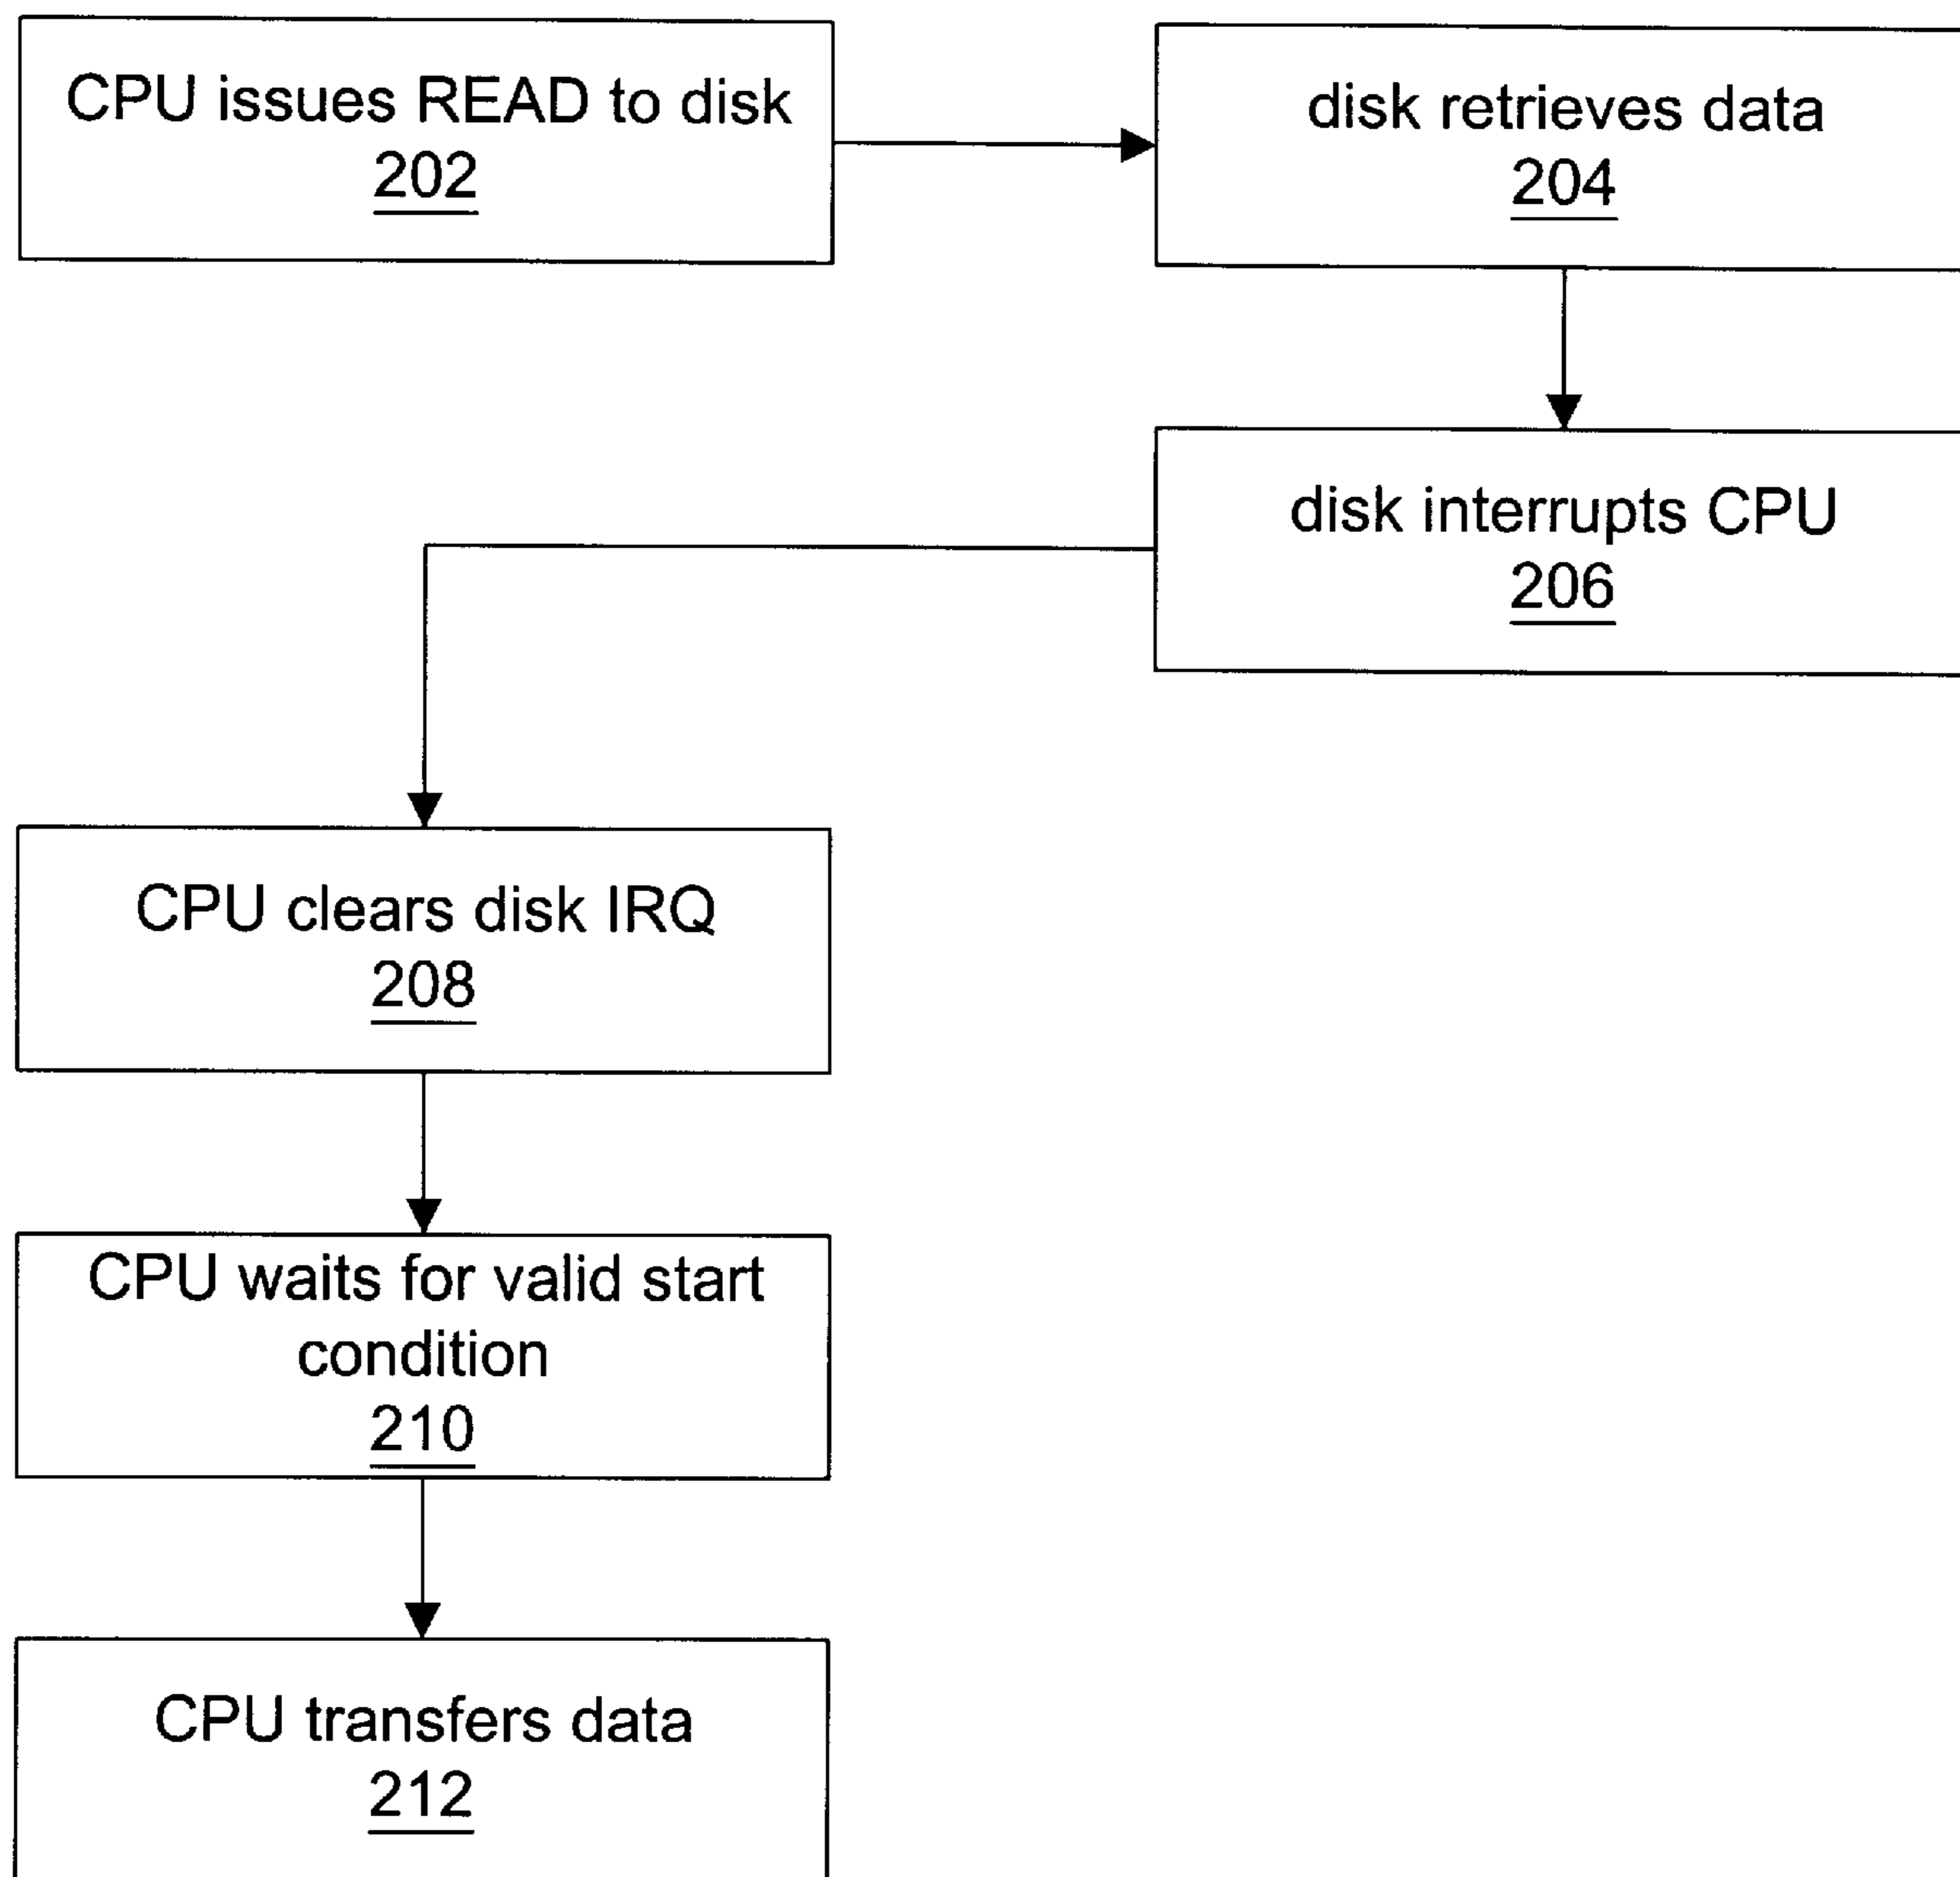 CPU issues READ to disk
202
disk retrieves data
204
disk interrupts CPU
206
CPU clears disk IRQ
208
CPU waits for valid start
condition
210
CPU transfers data
212